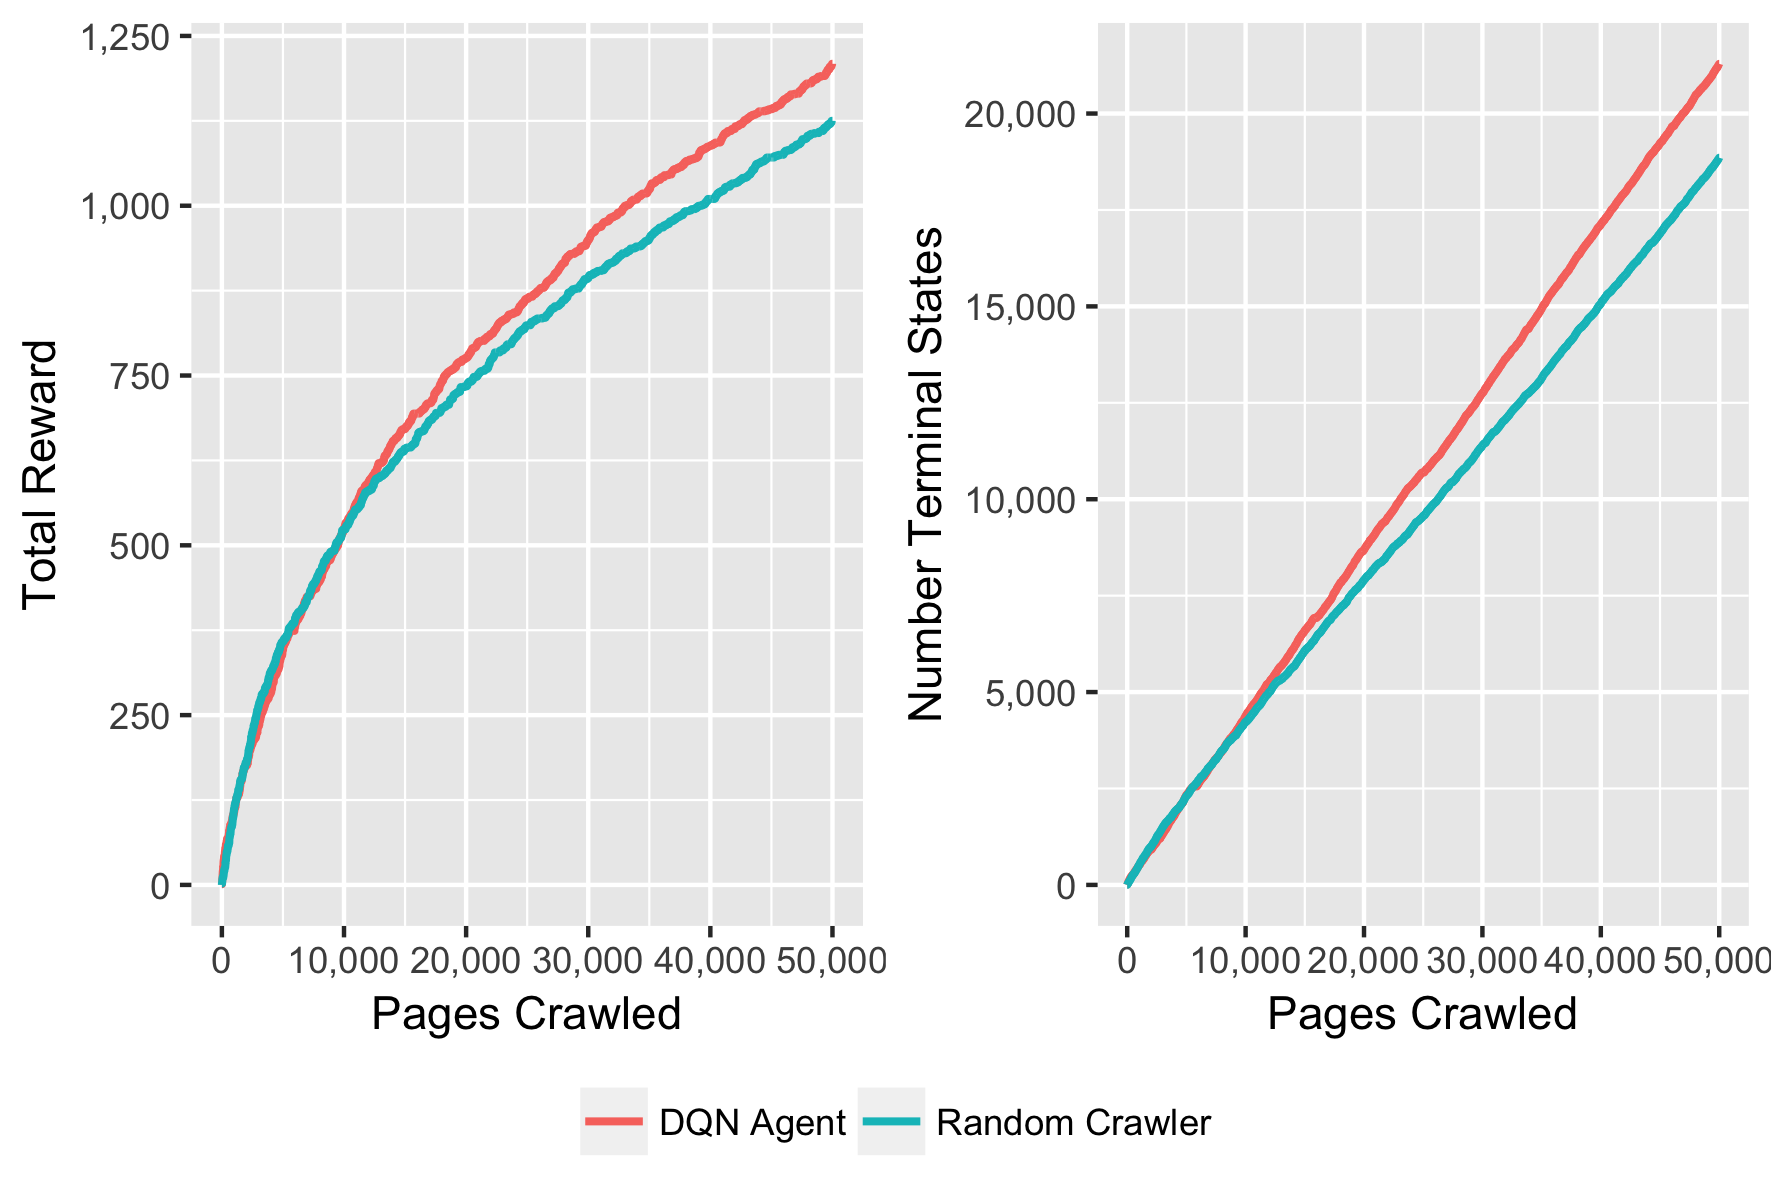 Total Reward
1,250
1,000
750
500
250
0
0 10,000 20,000 30,000 40,000 50,000
Pages Crawled
Number Terminal States
20,000
15,000
10,000
5,000
0
0 10,000 20,000 30,000 40,000 50,000
Pages Crawled
DQN Agent Random Crawler